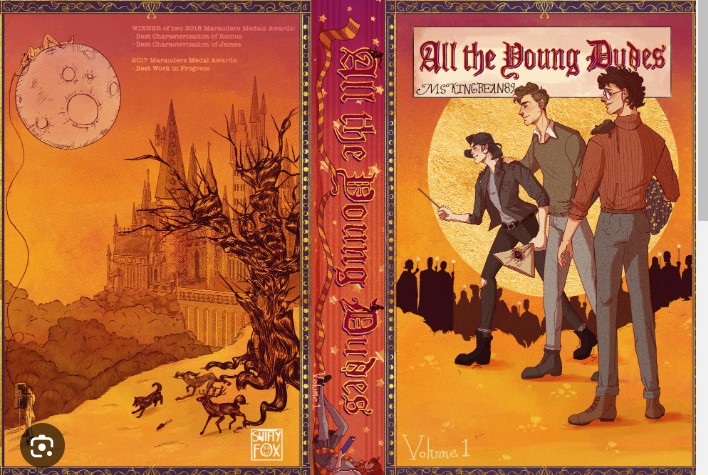 WINNER of two 2018 Marauders Medals Awards:
- Best Characterisation of Remus
- Best Characterisation of James
2017 Marauders Medal Awards:
- Best Work in Progress
SWIFTY
FOX
All the Young Dudes
Volume 1
All the Young Dudes
MSKINGBEAN89
Volume 1